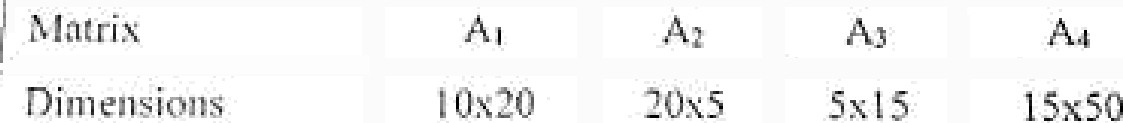 Matrix A₁ A₂ A₃ A₄
Dimensions 10x20 20x5 5x15 15x50